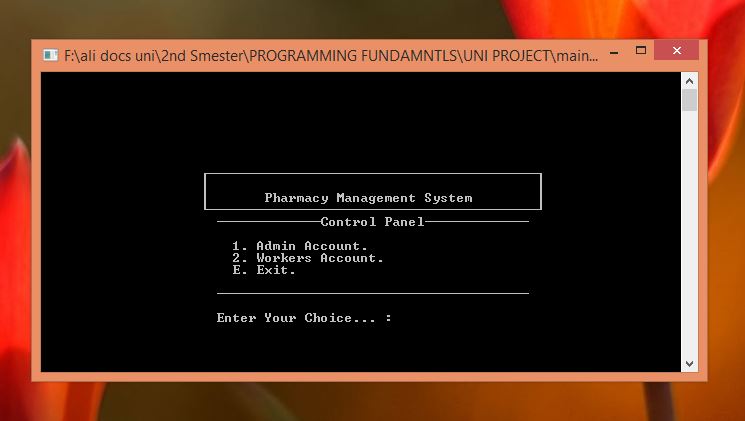 F:\ali docs uni\2nd Smester\PROGRAMMING FUNDAMNTLS\UNI PROJECT\main...
Pharmacy Management System
Control Panel
1. Admin Account.
2. Workers Account.
E. Exit.
Enter Your Choice... :